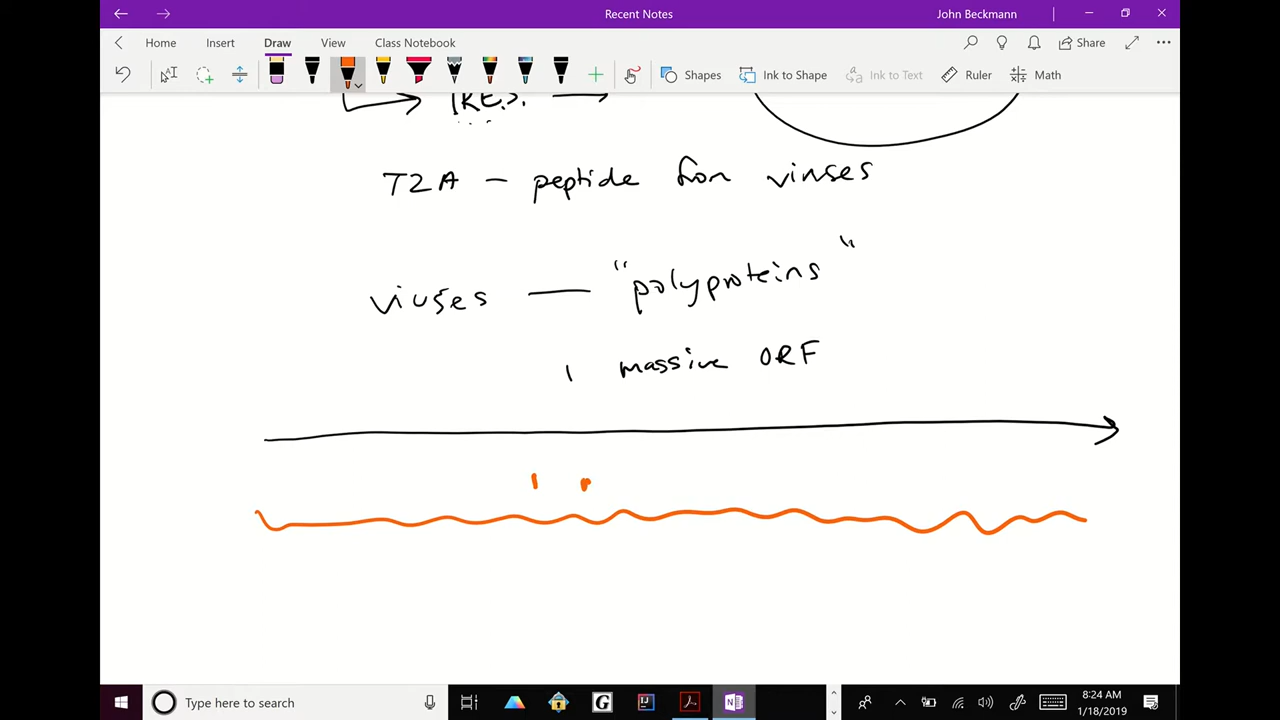 Recent Notes
John Beckmann
Home Insert Draw View Class Notebook
Share
Shapes Ink to Shape Ink to Text Ruler Math
I.R.E.S.
T2A - peptide from viruses
viruses — "polyproteins"
1 massive ORF
Type here to search
8:24 AM
1/18/2019